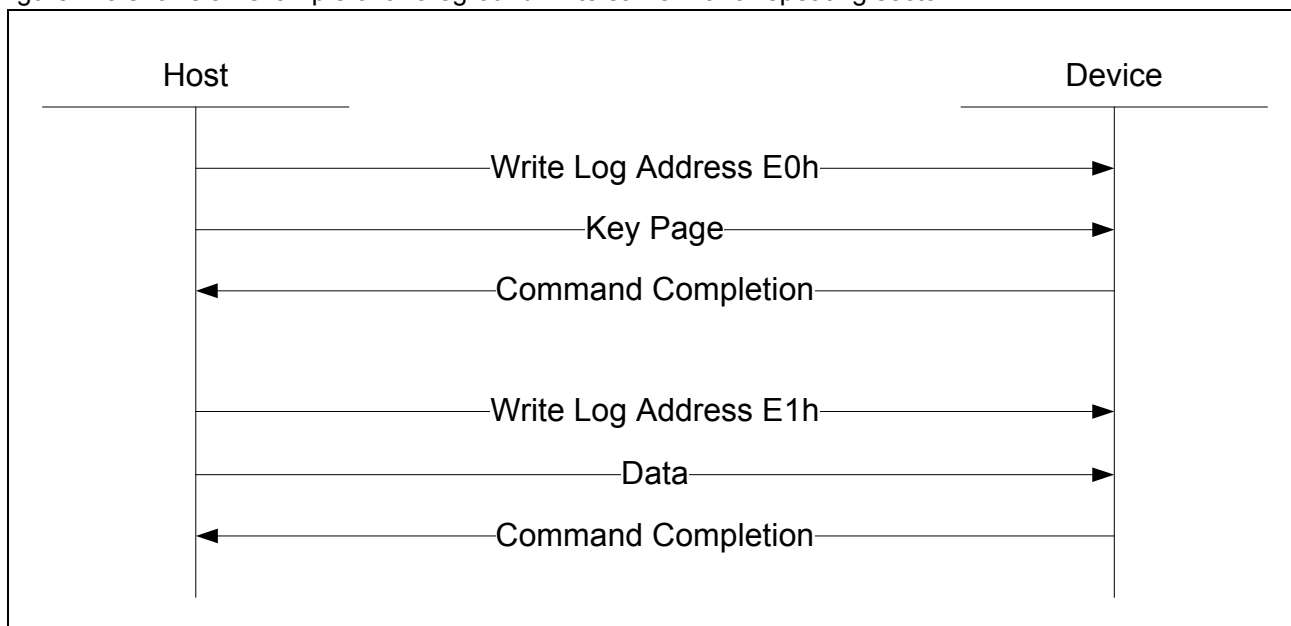 Host Device
Write Log Address E0h
Key Page
Command Completion
Write Log Address E1h
Data
Command Completion